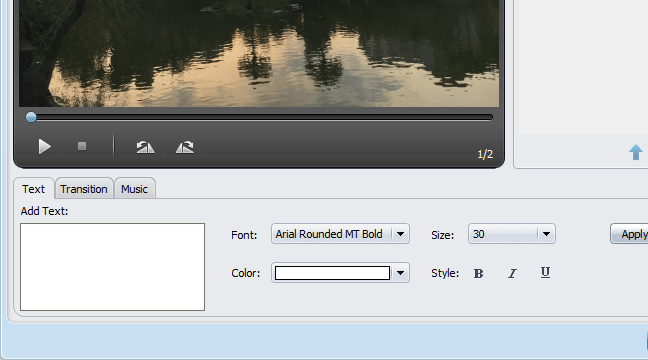 1/2
Text Transition Music
Add Text:
Font: Arial Rounded MT Bold Size: 30 Apply
Color: Style: B I U